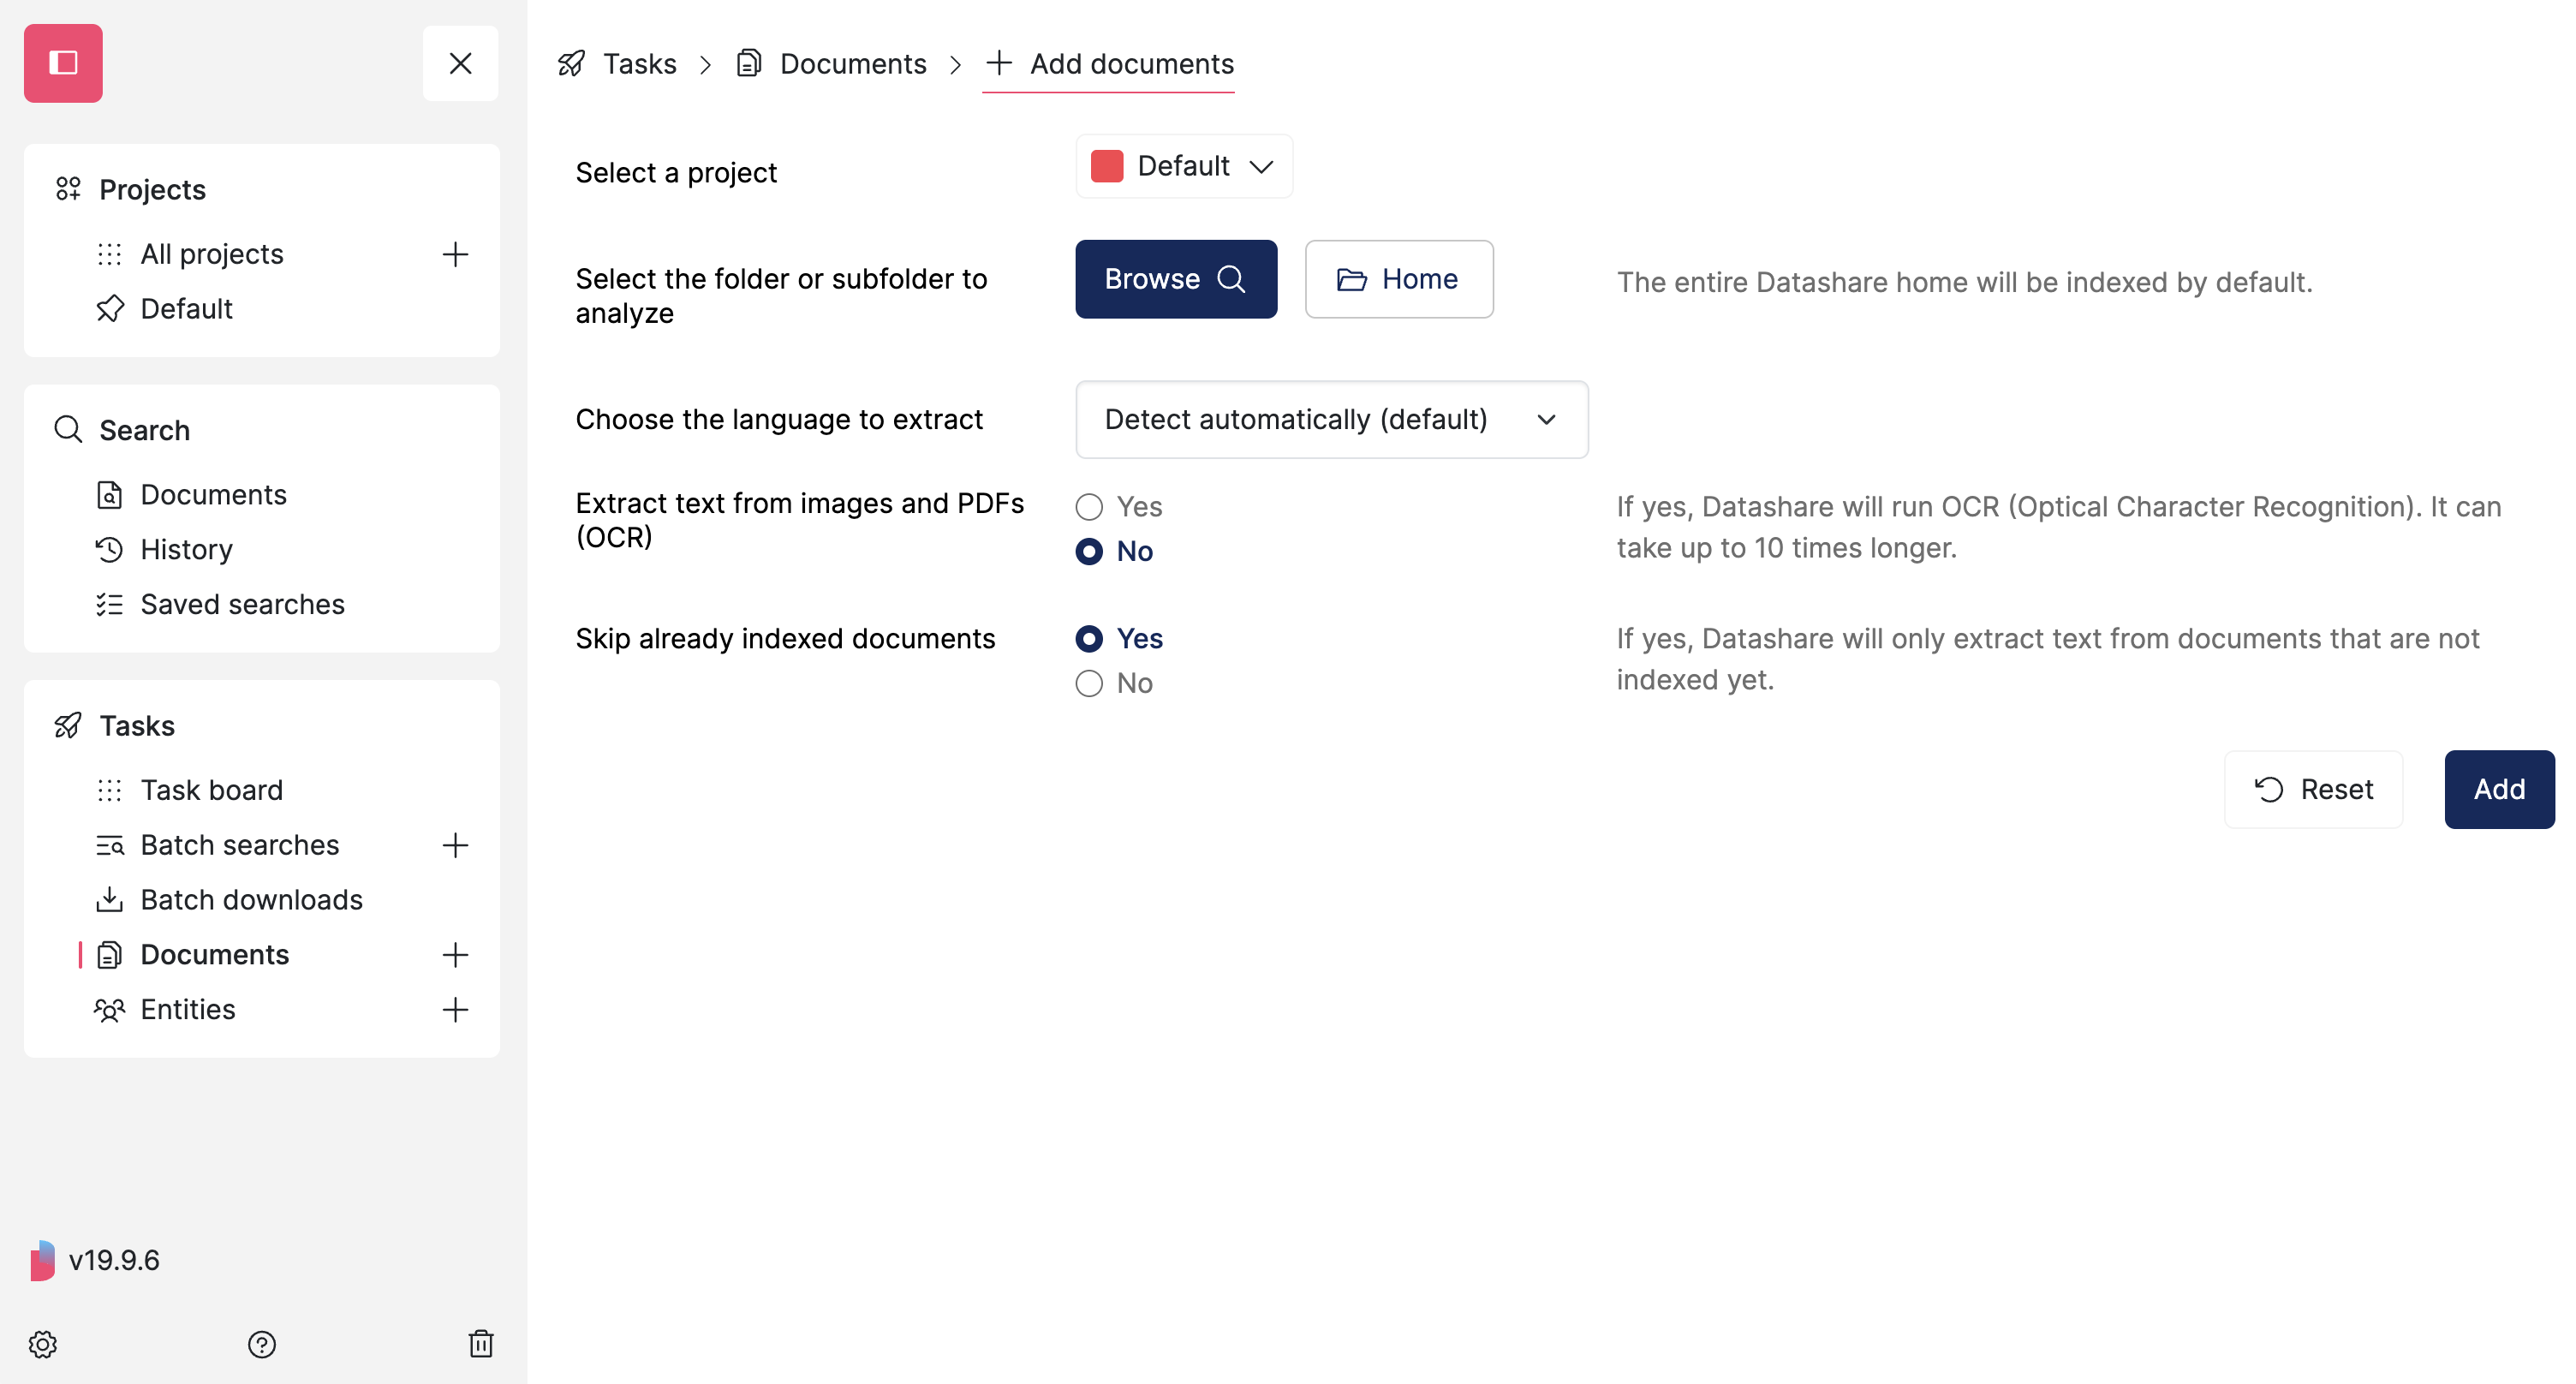 Projects
All projects
Default
Search
Documents
History
Saved searches
Tasks
Task board
Batch searches
Batch downloads
Documents
Entities
v19.9.6
Tasks
Documents
Add documents
Select a project
Default
Select the folder or subfolder to
analyze
Browse
Home
The entire Datashare home will be indexed by default.
Choose the language to extract
Detect automatically (default)
Extract text from images and PDFs
(OCR)
Yes
No
If yes, Datashare will run OCR (Optical Character Recognition). It can
take up to 10 times longer.
Skip already indexed documents
Yes
No
If yes, Datashare will only extract text from documents that are not
indexed yet.
Reset
Add